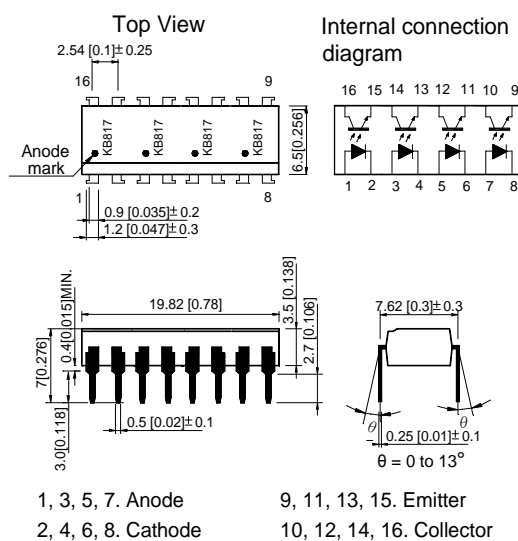 Top View
Internal connection
diagram
2.54 [0.1]± 0.25
16
9
KB817
KB817
KB817
KB817
Anode
mark
6.5[0.256]
1
8
0.9 [0.035]± 0.2
1.2 [0.047]± 0.3
16 15 14 13 12 11 10 9
1 2 3 4 5 6 7 8
19.82 [0.78]
3.5 [0.138]
2.7 [0.106]
0.4[0.015]MIN.
7[0.276]
3.0[0.118]
0.5 [0.02]± 0.1
7.62 [0.3]± 0.3
θ
θ
0.25 [0.01]± 0.1
θ = 0 to 13°
1, 3, 5, 7. Anode
9, 11, 13, 15. Emitter
2, 4, 6, 8. Cathode
10, 12, 14, 16. Collector